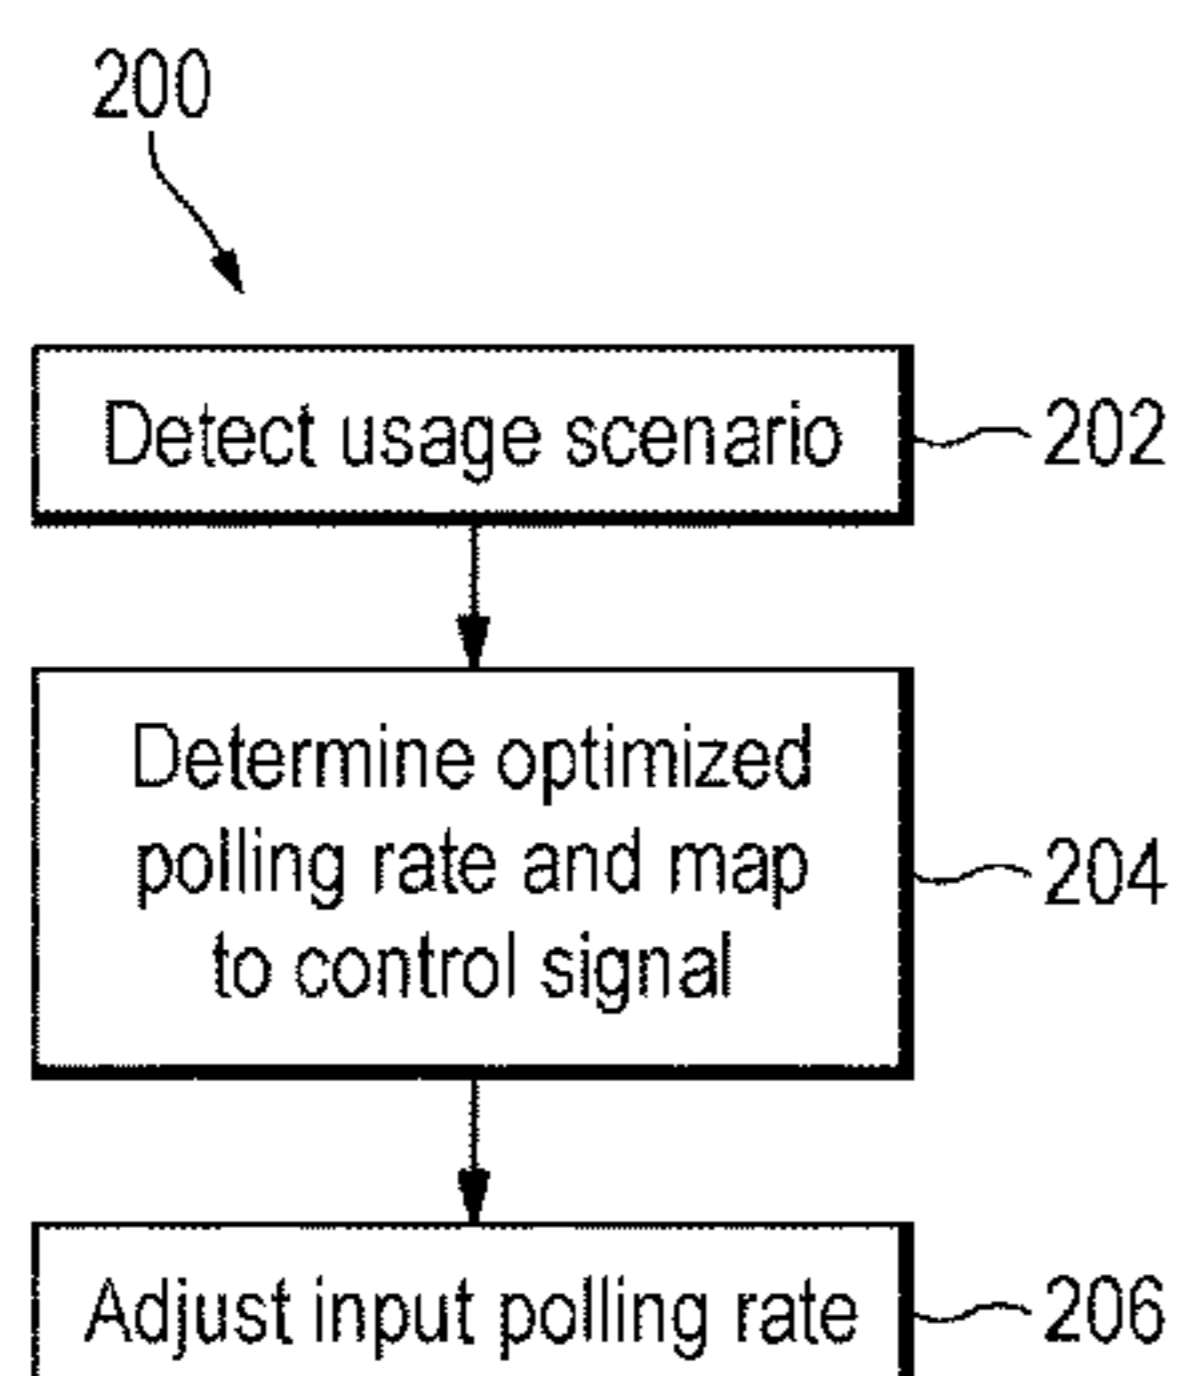 200
Detect usage scenario
202
Determine optimized
polling rate and map
to control signal
204
Adjust input polling rate
206